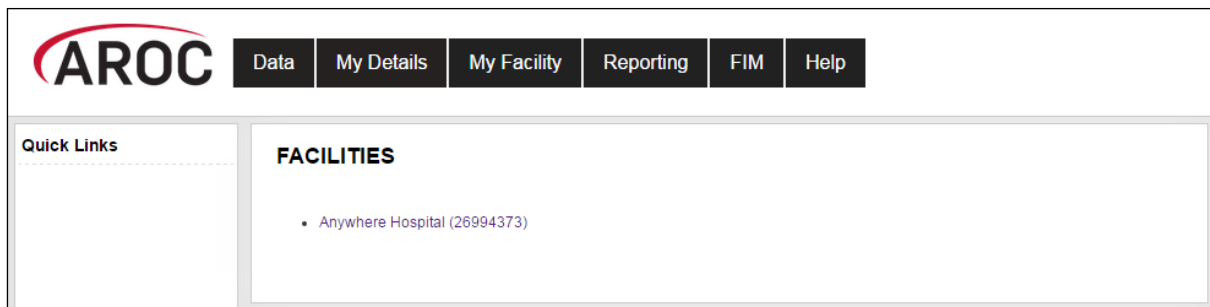 AROC
Data My Details My Facility Reporting FIM Help
Quick Links
FACILITIES
Anywhere Hospital (26994373)